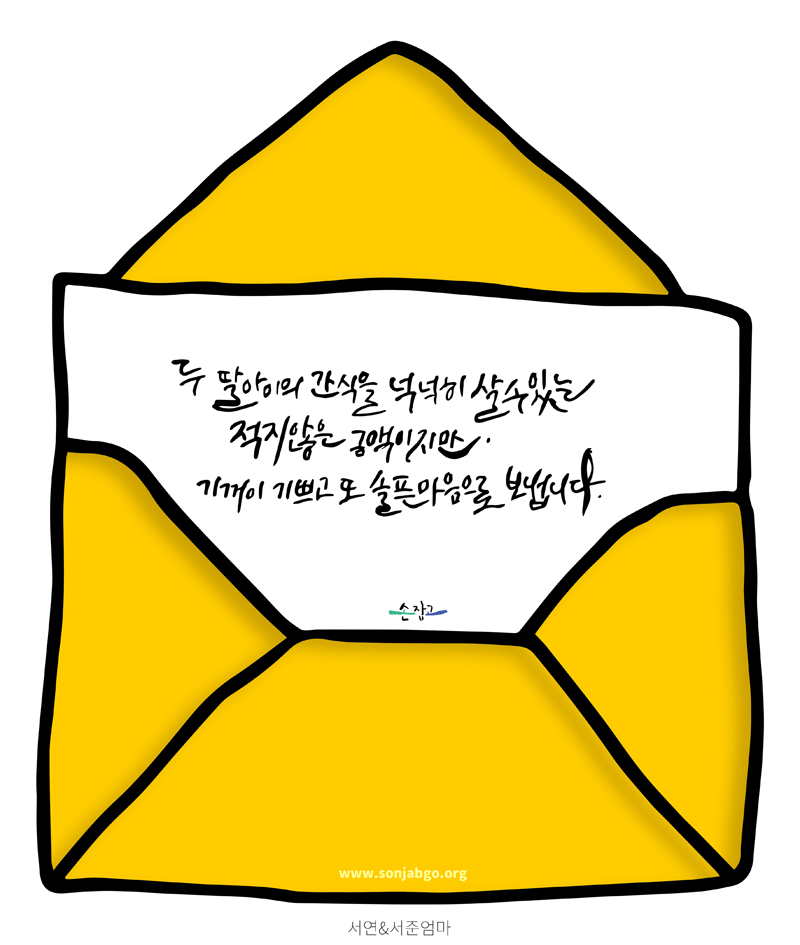 두 딸아이의 간식을 넉넉히 살 수 있는
적지않은 금액이지만.
기꺼이 기쁘고 또 슬픈마음으로 보냅니다.
손잡고
www.sonjabgo.org
서연&서준엄마